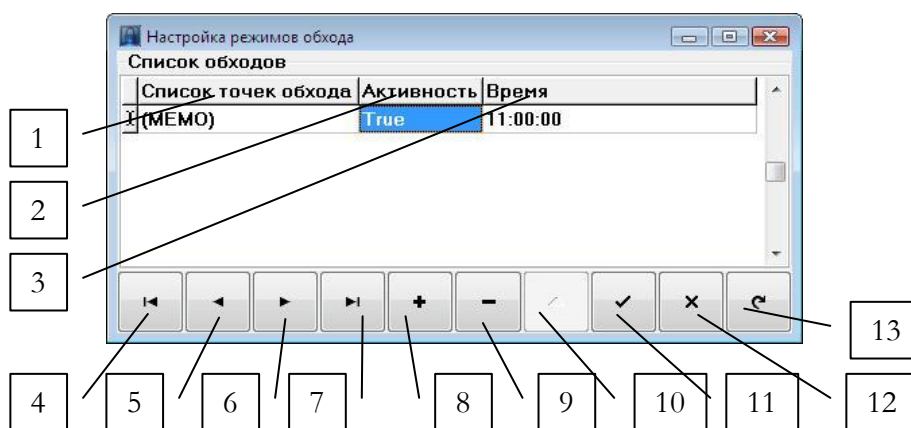 Настройка режимов обхода
Список обходов
Список точек обхода Активность Время
(МЕМО) True 11:00:00
1
2
3
13
4 5 6 7 8 9 10 11 12